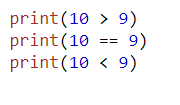 print(10 > 9)
print(10 == 9)
print(10 < 9)